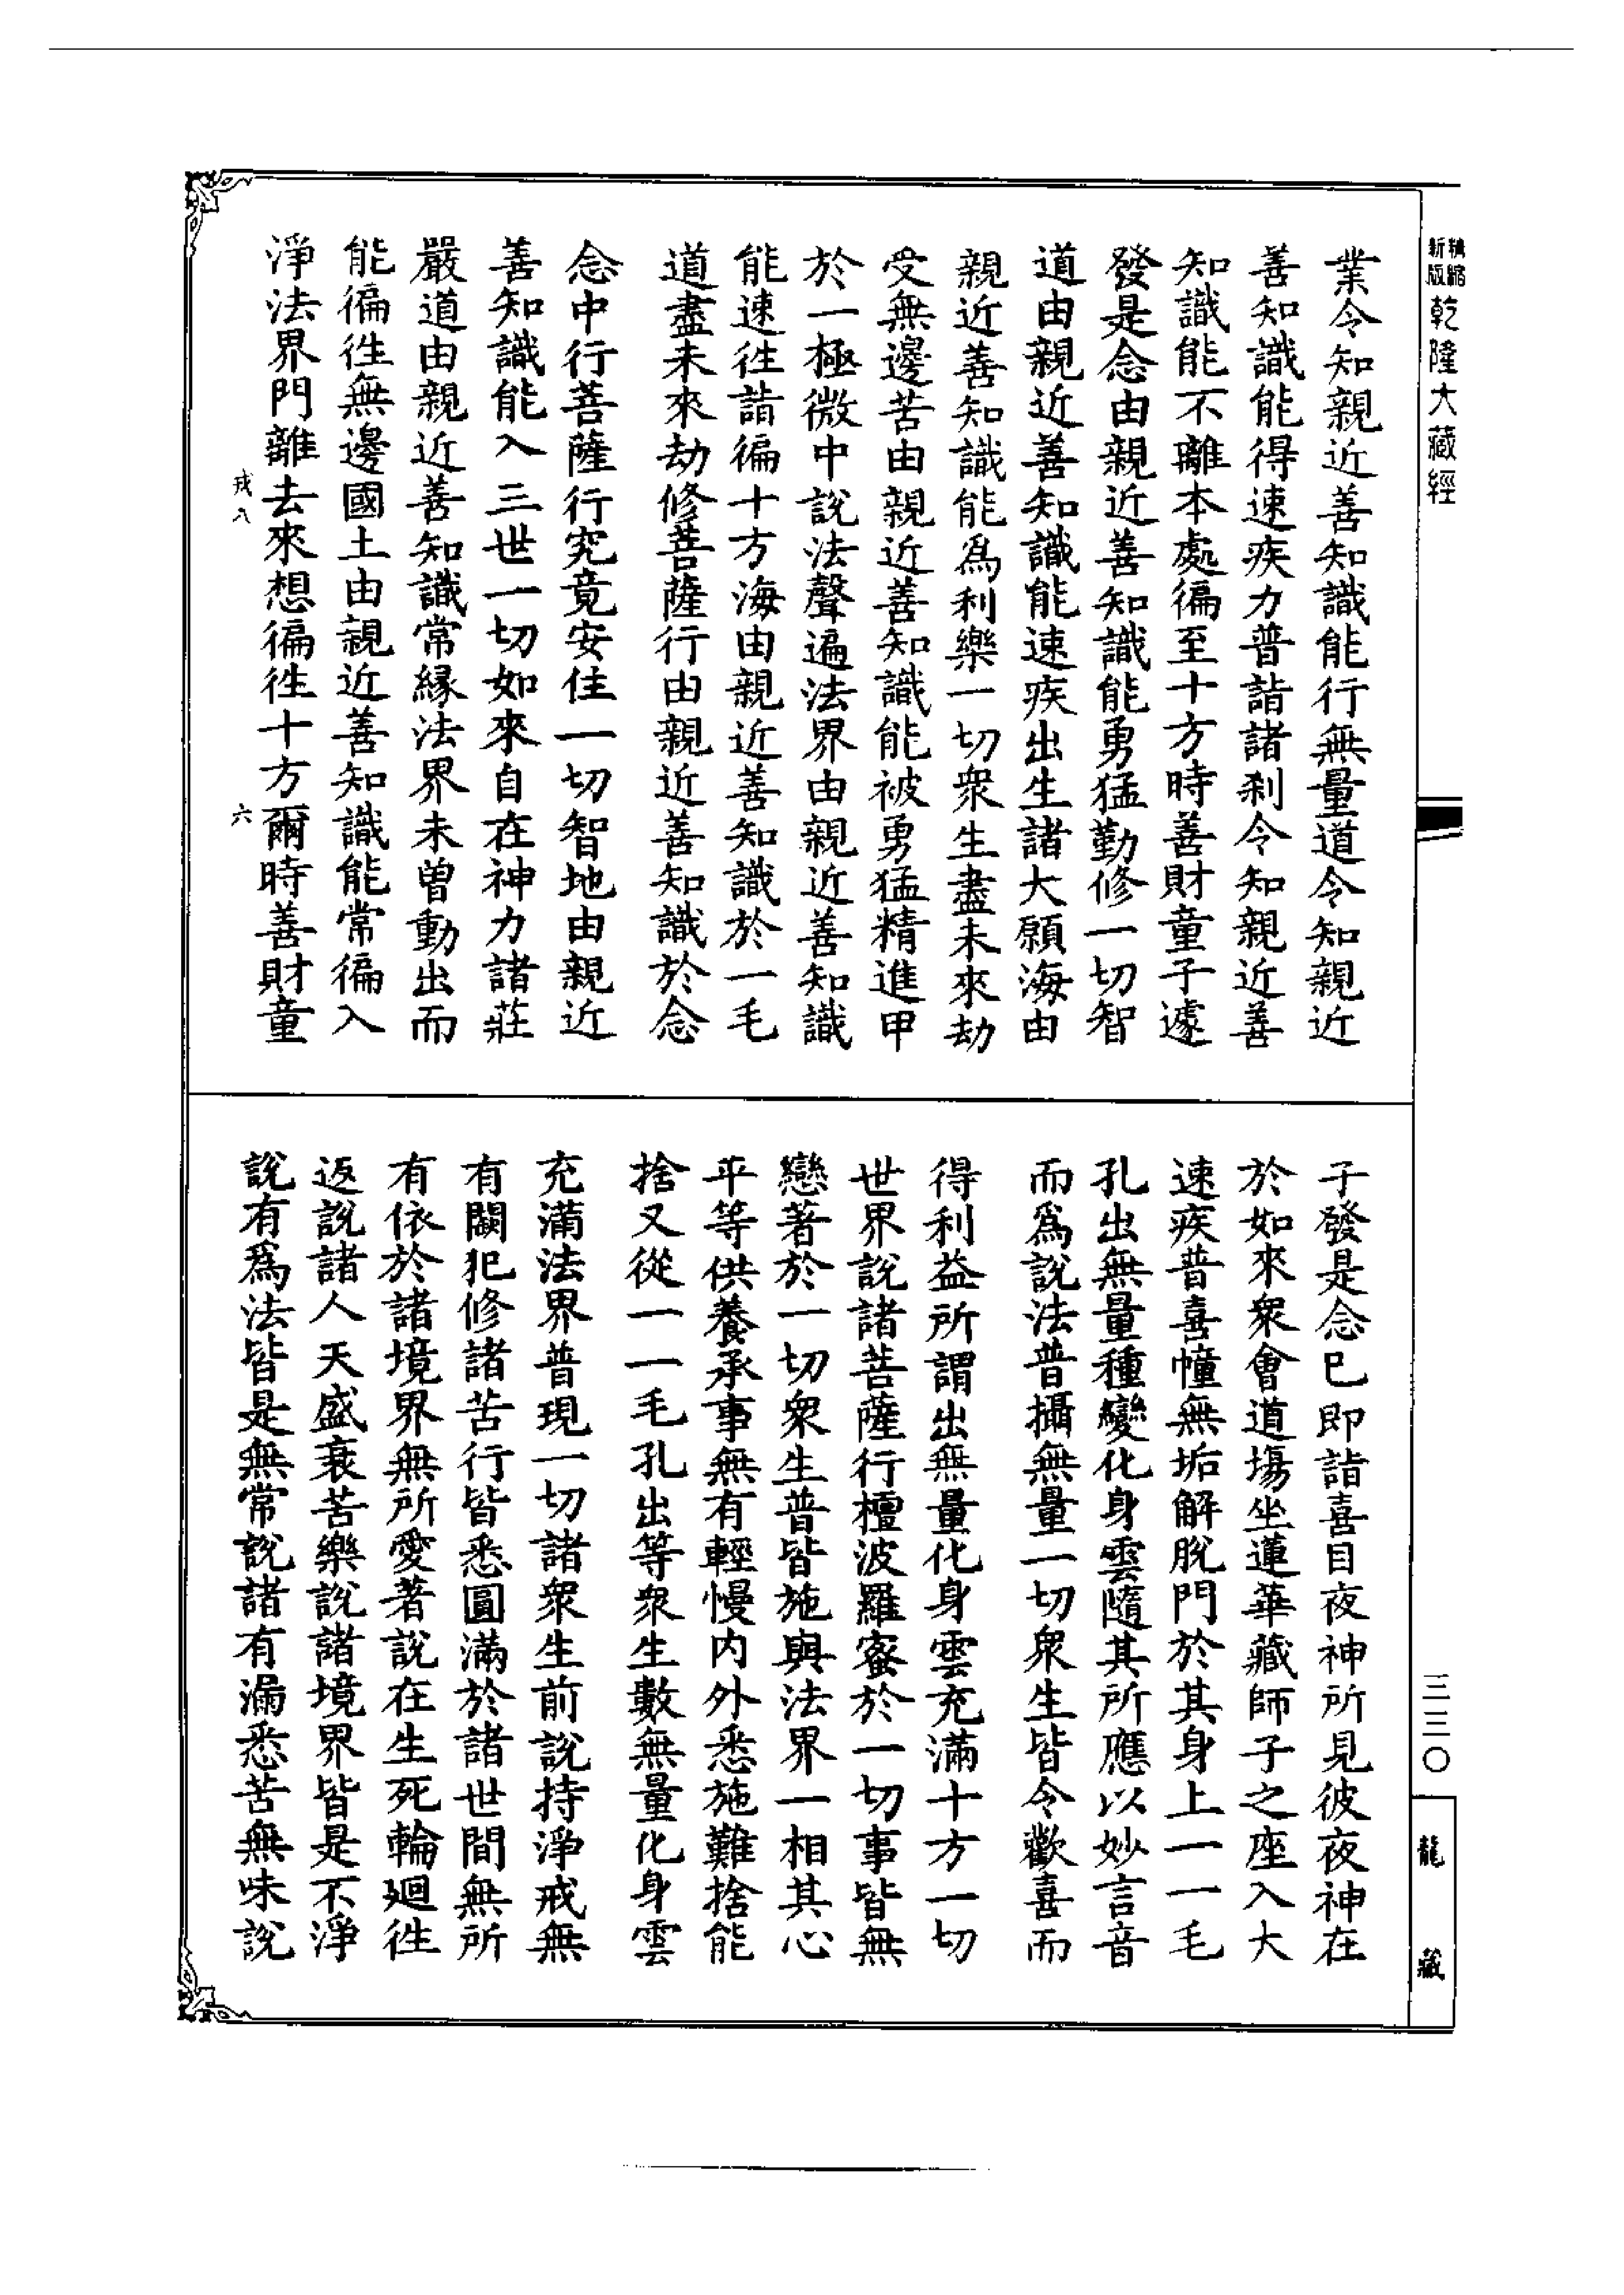 精縮新版乾隆大藏經
業令知親近善知識能行無量道令知親近
善知識能得速疾力普詣諸刹令知親近善
知識能不離本處徧至十方時善財童子遽
發是念由親近善知識能勇猛勤修一切智
道由親近善知識能速疾出生諸大願海由
親近善知識能爲利樂一切衆生盡未來劫
受無邊苦由親近善知識能被勇猛精進甲
於一極微中說法聲遍法界由親近善知識
能速徃詣徧十方海由親近善知識於一毛
道盡未來劫修菩薩行由親近善知識於念
念中行菩薩行究竟安住一切智地由親近
善知識能入三世一切如來自在神力諸莊
嚴道由親近善知識常緣法界未曾動出而
能徧徃無邊國土由親近善知識能常徧入
淨法界門離去來想徧徃十方爾時善財童
戎八
六
子發是念已即詣喜目夜神所見彼夜神在
於如來衆會道場坐蓮華藏師子之座入大
速疾普喜幢無垢解脫門於其身上一一毛
孔出無量種變化身雲隨其所應以妙言音
而爲說法普攝無量一切衆生皆令歡喜而
得利益所謂出無量化身雲充滿十方一切
世界說諸菩薩行檀波羅蜜於一切事皆無
戀著於一切衆生普皆施與法界一相其心
平等供養承事無有輕慢内外悉施難捨能
捨又從一一毛孔出等衆生數無量化身雲
充滿法界普現一切諸衆生前說持淨戒無
有闕犯修諸苦行皆悉圓滿於諸世間無所
有依於諸境界無所愛著說在生死輪廻徃
返說諸人天盛衰苦樂說諸境界皆是不淨
說有爲法皆是無常說諸有漏悉苦無味說
三三〇
龍藏